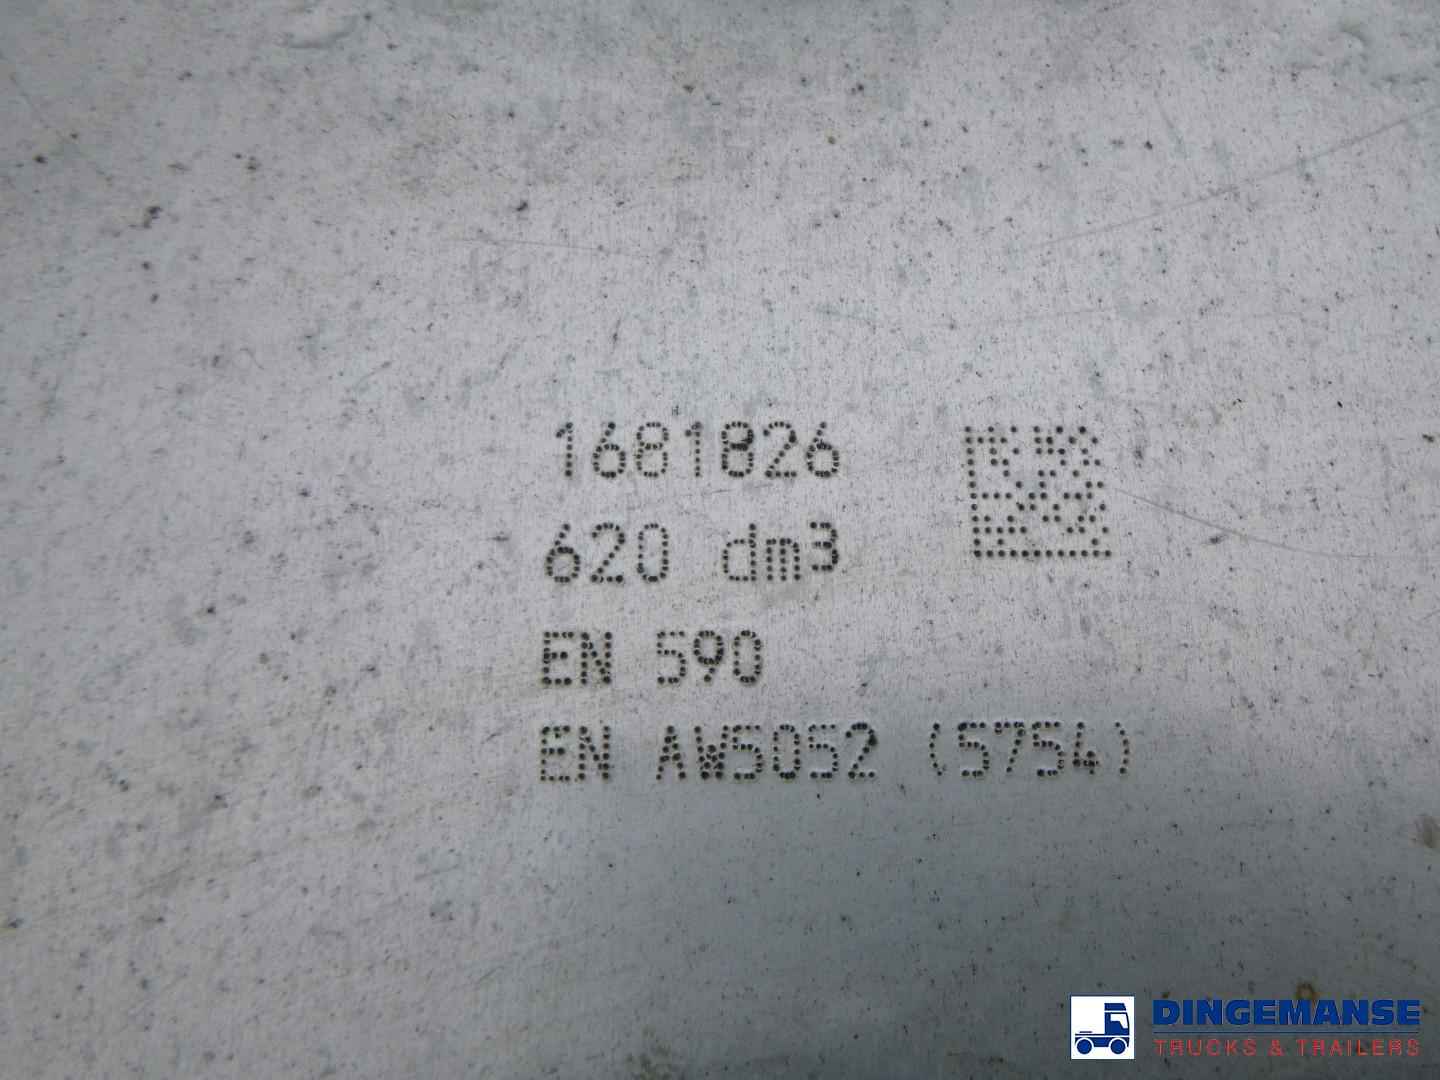 1681826
620 dm3
EN 590
EN AW5052 (5754)
DINGEMANSE
TRUCKS & TRAILERS